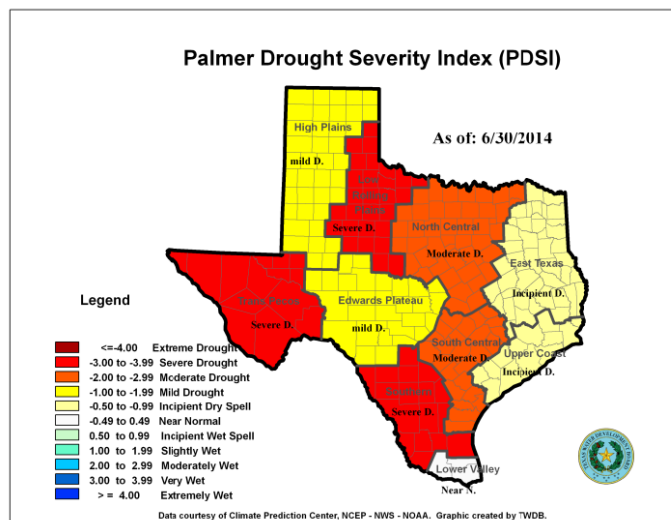 Palmer Drought Severity Index (PDSI)
As of: 6/30/2014
High Plains
mild D.
Low
Rolling
Plains
Severe D.
North Central
Moderate D.
East Texas
Incipient D.
Trans Pecos
Severe D.
Edwards Plateau
mild D.
South Central
Moderate D.
Upper Coast
Incipient D.
Southern
Severe D.
Lower Valley
Near N.
Legend
<=-4.00 Extreme Drought
-3.00 to -3.99 Severe Drought
-2.00 to -2.99 Moderate Drought
-1.00 to -1.99 Mild Drought
-0.50 to -0.99 Incipient Dry Spell
-0.49 to 0.49 Near Normal
0.50 to 0.99 Incipient Wet Spell
1.00 to 1.99 Slightly Wet
2.00 to 2.99 Moderately Wet
3.00 to 3.99 Very Wet
> = 4.00 Extremely Wet
TEXAS WATER DEVELOPMENT BOARD
Data courtesy of Climate Prediction Center, NCEP - NWS - NOAA. Graphic created by TWDB.